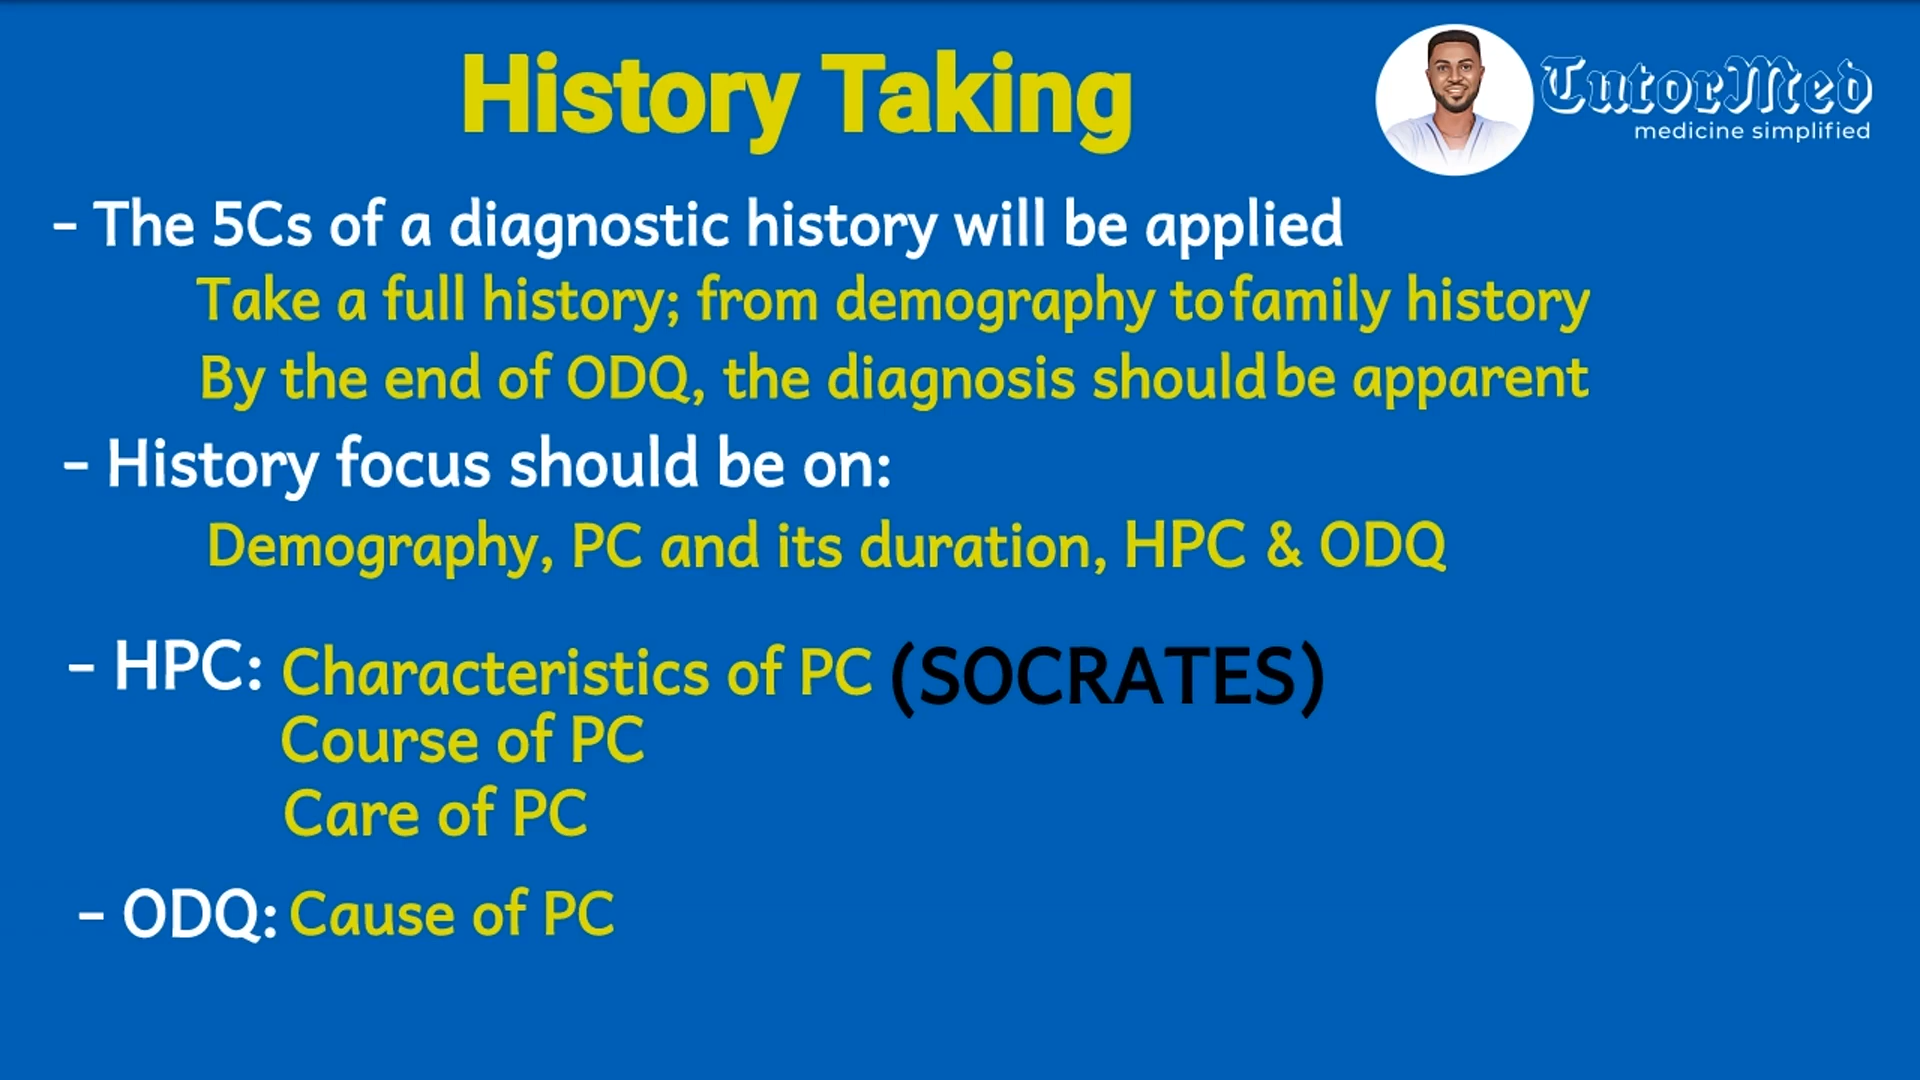 History Taking
TutorMed
medicine simplified
- The 5Cs of a diagnostic history will be applied
Take a full history; from demography to family history
By the end of ODQ, the diagnosis should be apparent
- History focus should be on:
Demography, PC and its duration, HPC & ODQ
- HPC: Characteristics of PC (SOCRATES)
Course of PC
Care of PC
- ODQ: Cause of PC